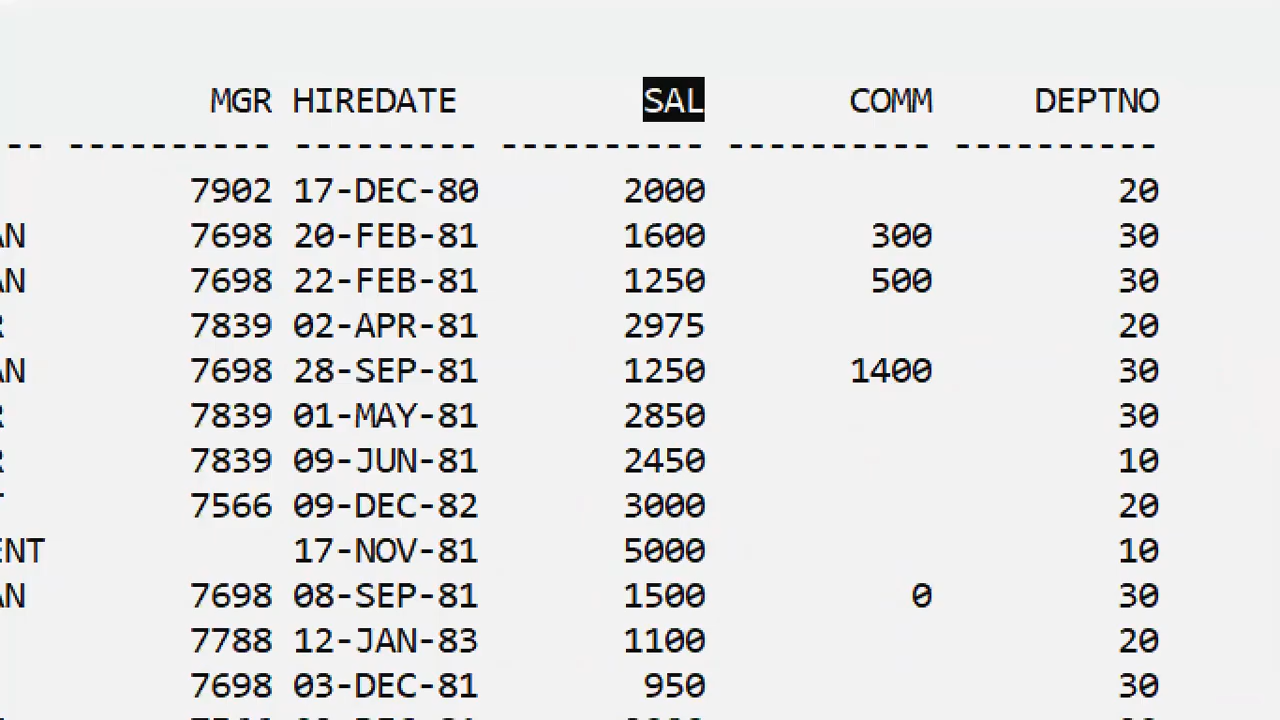 MGR HIREDATE SAL COMM DEPTNO
-- ---------- --------- ---------- ---------- ----------
7902 17-DEC-80 2000 20
AN 7698 20-FEB-81 1600 300 30
AN 7698 22-FEB-81 1250 500 30
R 7839 02-APR-81 2975 20
AN 7698 28-SEP-81 1250 1400 30
R 7839 01-MAY-81 2850 30
R 7839 09-JUN-81 2450 10
T 7566 09-DEC-82 3000 20
ENT 17-NOV-81 5000 10
AN 7698 08-SEP-81 1500 0 30
7788 12-JAN-83 1100 20
7698 03-DEC-81 950 30